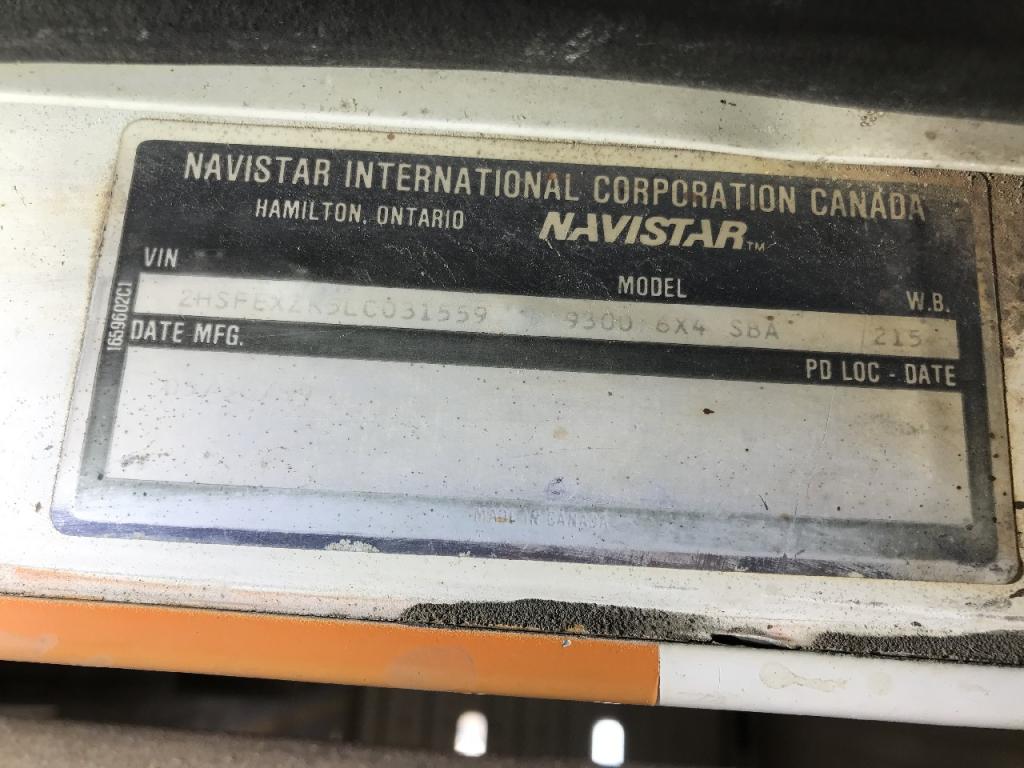 NAVISTAR INTERNATIONAL CORPORATION CANADA
HAMILTON, ONTARIO NAVISTAR™
VIN MODEL W.B.
2HSFEXZR5LC031559 9300 6X4 SBA 215
1659602C1
DATE MFG. PD LOC - DATE
MADE IN CANADA